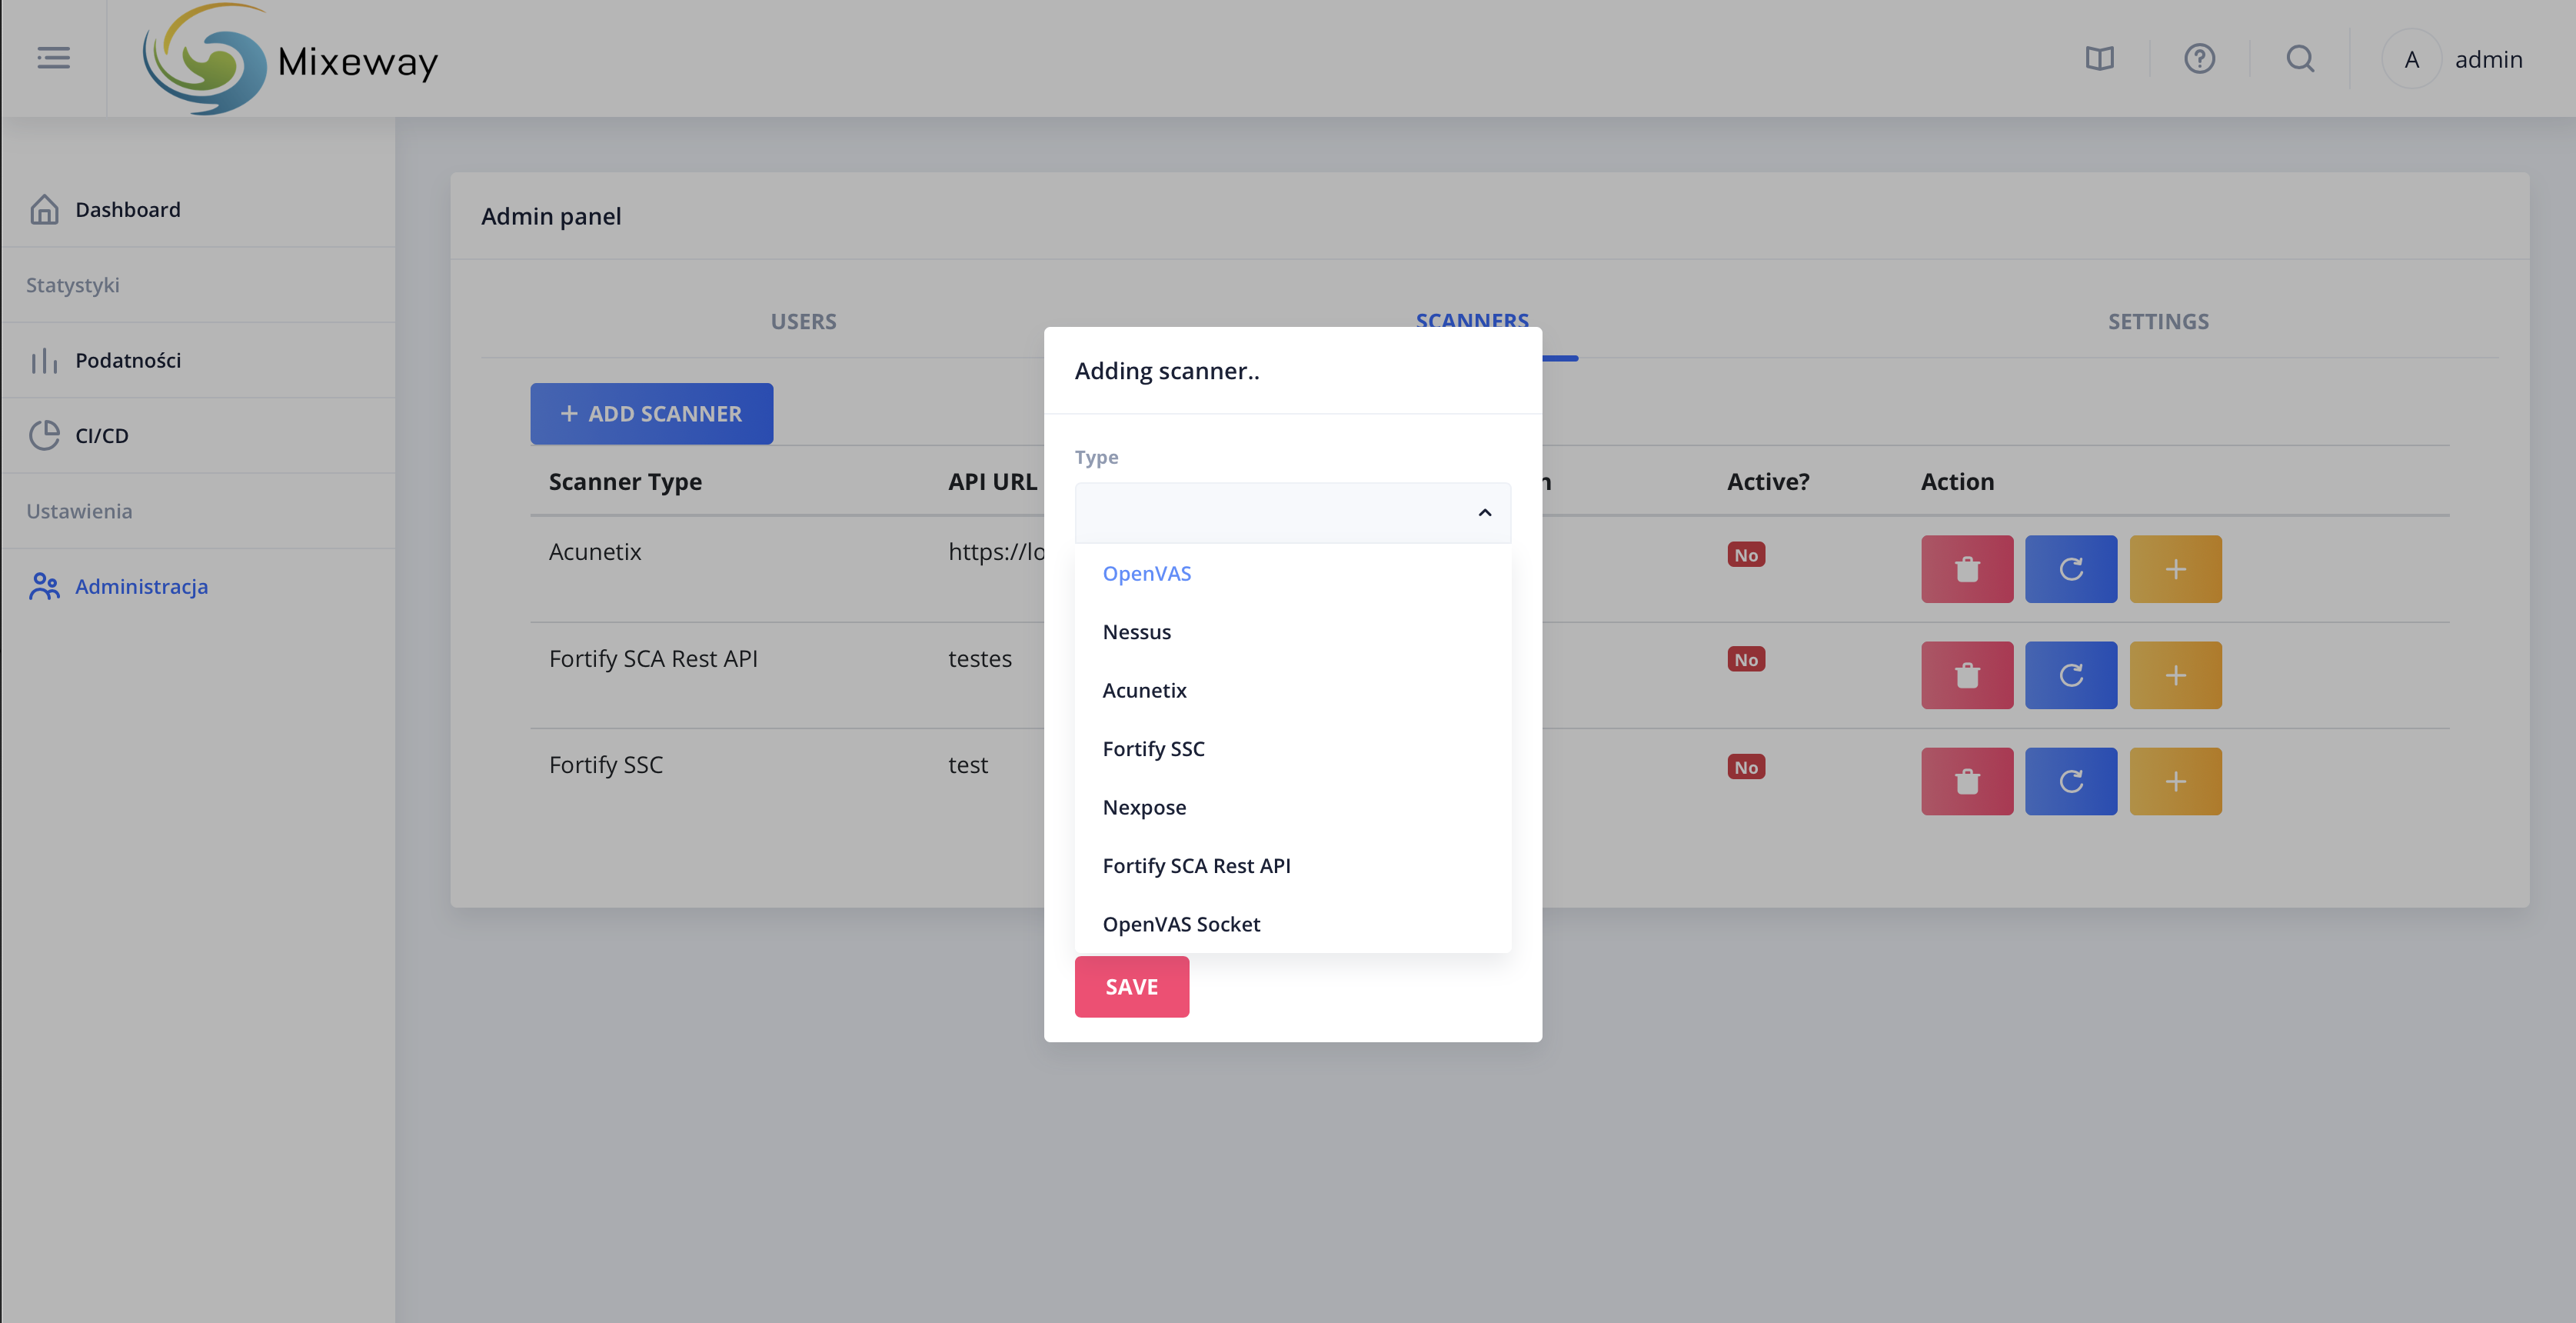 Mixeway
A admin
Dashboard
Statystyki
Podatności
CI/CD
Ustawienia
Administracja
Admin panel
USERS SCANNERS SETTINGS
+ ADD SCANNER
Scanner Type API URL Active? Action
Acunetix https://lo No
Fortify SCA Rest API testes No
Fortify SSC test No
Adding scanner..
Type
OpenVAS
Nessus
Acunetix
Fortify SSC
Nexpose
Fortify SCA Rest API
OpenVAS Socket
SAVE